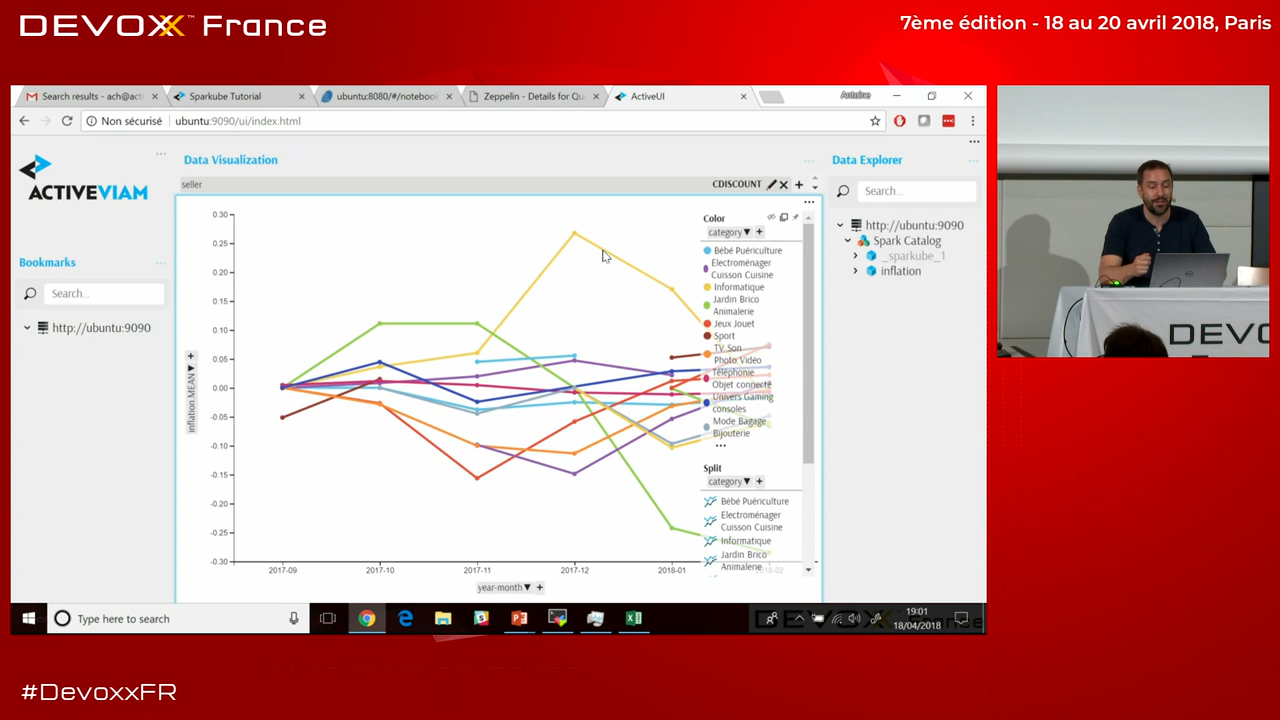 DEVOXX™ France
7ème édition - 18 au 20 avril 2018, Paris
Search results - ach@acti
Sparkube Tutorial
ubuntu:8080/#/notebook
Zeppelin - Details for Qu
ActiveUI
Antoine
Non sécurisé
ubuntu:9090/ui/index.html
ACTIVEVIAM
Bookmarks
Search...
http://ubuntu:9090
Data Visualization
seller
CDISCOUNT
0.30
0.25
0.20
0.15
0.10
0.05
0.00
-0.05
-0.10
-0.15
-0.20
-0.25
-0.30
inflation MEAN
2017-09
2017-10
2017-11
2017-12
2018-01
2018-02
year-month
Color
category
Bébé Puériculture
Electroménager
Cuisson Cuisine
Informatique
Jardin Brico
Animalerie
Jeux Jouet
Sport
TV Son
Photo Vidéo
Téléphonie
Objet connecté
Univers Gaming
consoles
Mode Bagage
Bijouterie
Split
category
Bébé Puériculture
Electroménager
Cuisson Cuisine
Informatique
Jardin Brico
Animalerie
Data Explorer
Search...
http://ubuntu:9090
Spark Catalog
_sparkube_1
inflation
Type here to search
19:01
18/04/2018
DEVO
#DevoxxFR